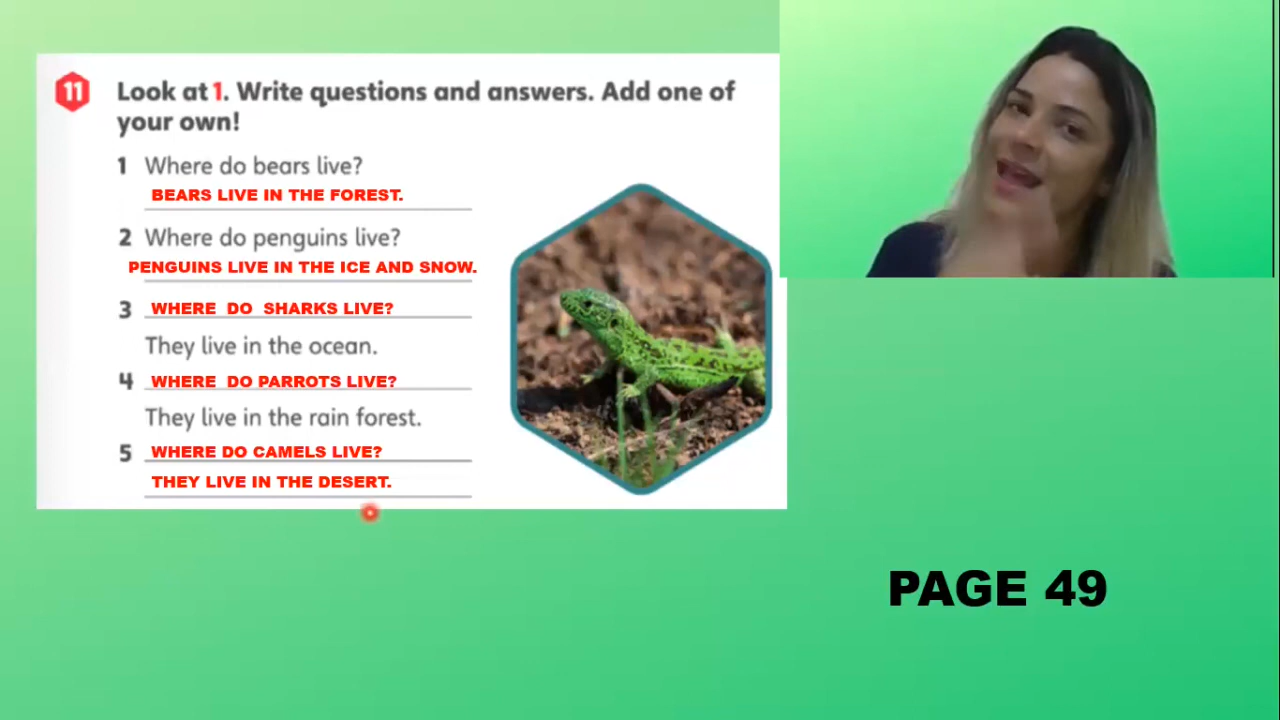 11 Look at 1. Write questions and answers. Add one of
your own!
1 Where do bears live?
BEARS LIVE IN THE FOREST.
2 Where do penguins live?
PENGUINS LIVE IN THE ICE AND SNOW.
3 WHERE DO SHARKS LIVE?
They live in the ocean.
4 WHERE DO PARROTS LIVE?
They live in the rain forest.
5 WHERE DO CAMELS LIVE?
THEY LIVE IN THE DESERT.
PAGE 49